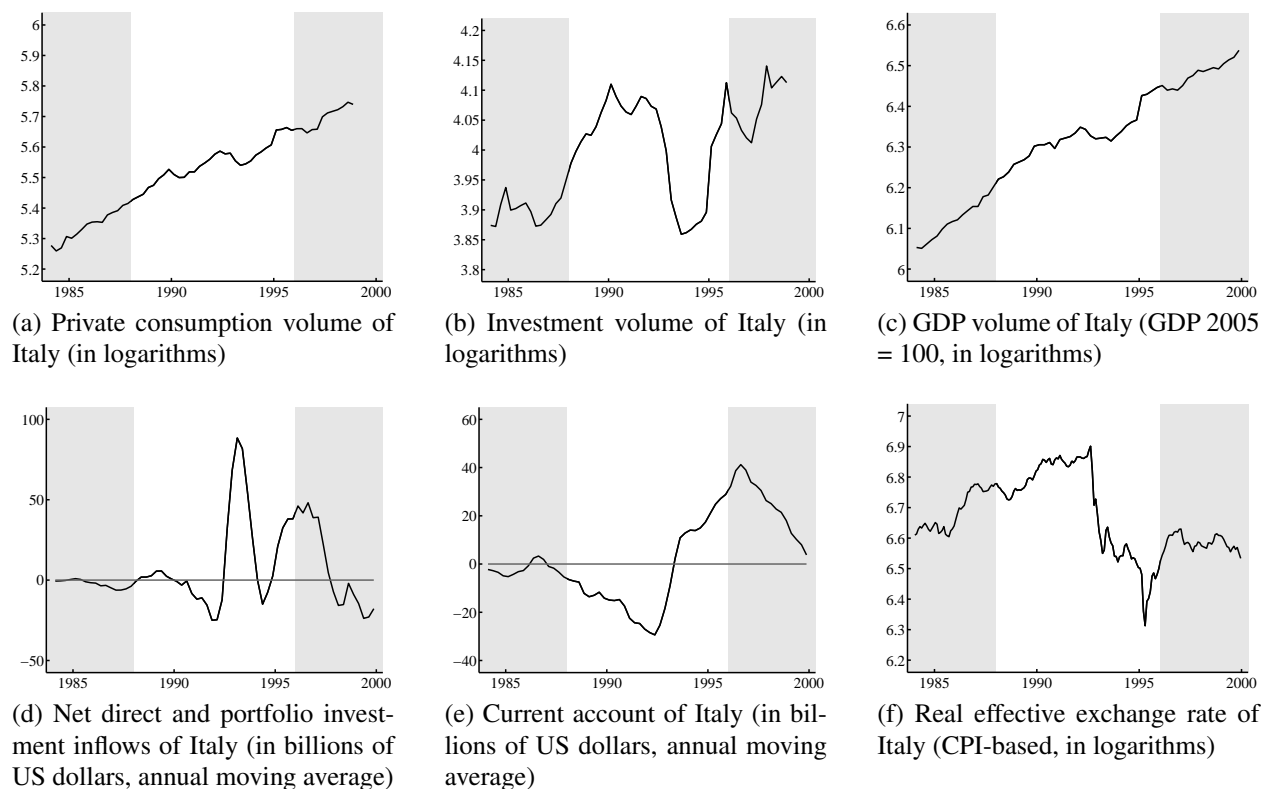 6
5.9
5.8
5.7
5.6
5.5
5.4
5.3
5.2
1985 1990 1995 2000
(a) Private consumption volume of
Italy (in logarithms)
4.2
4.15
4.1
4.05
4
3.95
3.9
3.85
3.8
1985 1990 1995 2000
(b) Investment volume of Italy (in
logarithms)
6.6
6.5
6.4
6.3
6.2
6.1
6
1985 1990 1995 2000
(c) GDP volume of Italy (GDP 2005
= 100, in logarithms)
100
50
0
−50
1985 1990 1995 2000
(d) Net direct and portfolio invest-
ment inflows of Italy (in billions of
US dollars, annual moving average)
60
40
20
0
−20
−40
1985 1990 1995 2000
(e) Current account of Italy (in bil-
lions of US dollars, annual moving
average)
7
6.9
6.8
6.7
6.6
6.5
6.4
6.3
6.2
1985 1990 1995 2000
(f) Real effective exchange rate of
Italy (CPI-based, in logarithms)